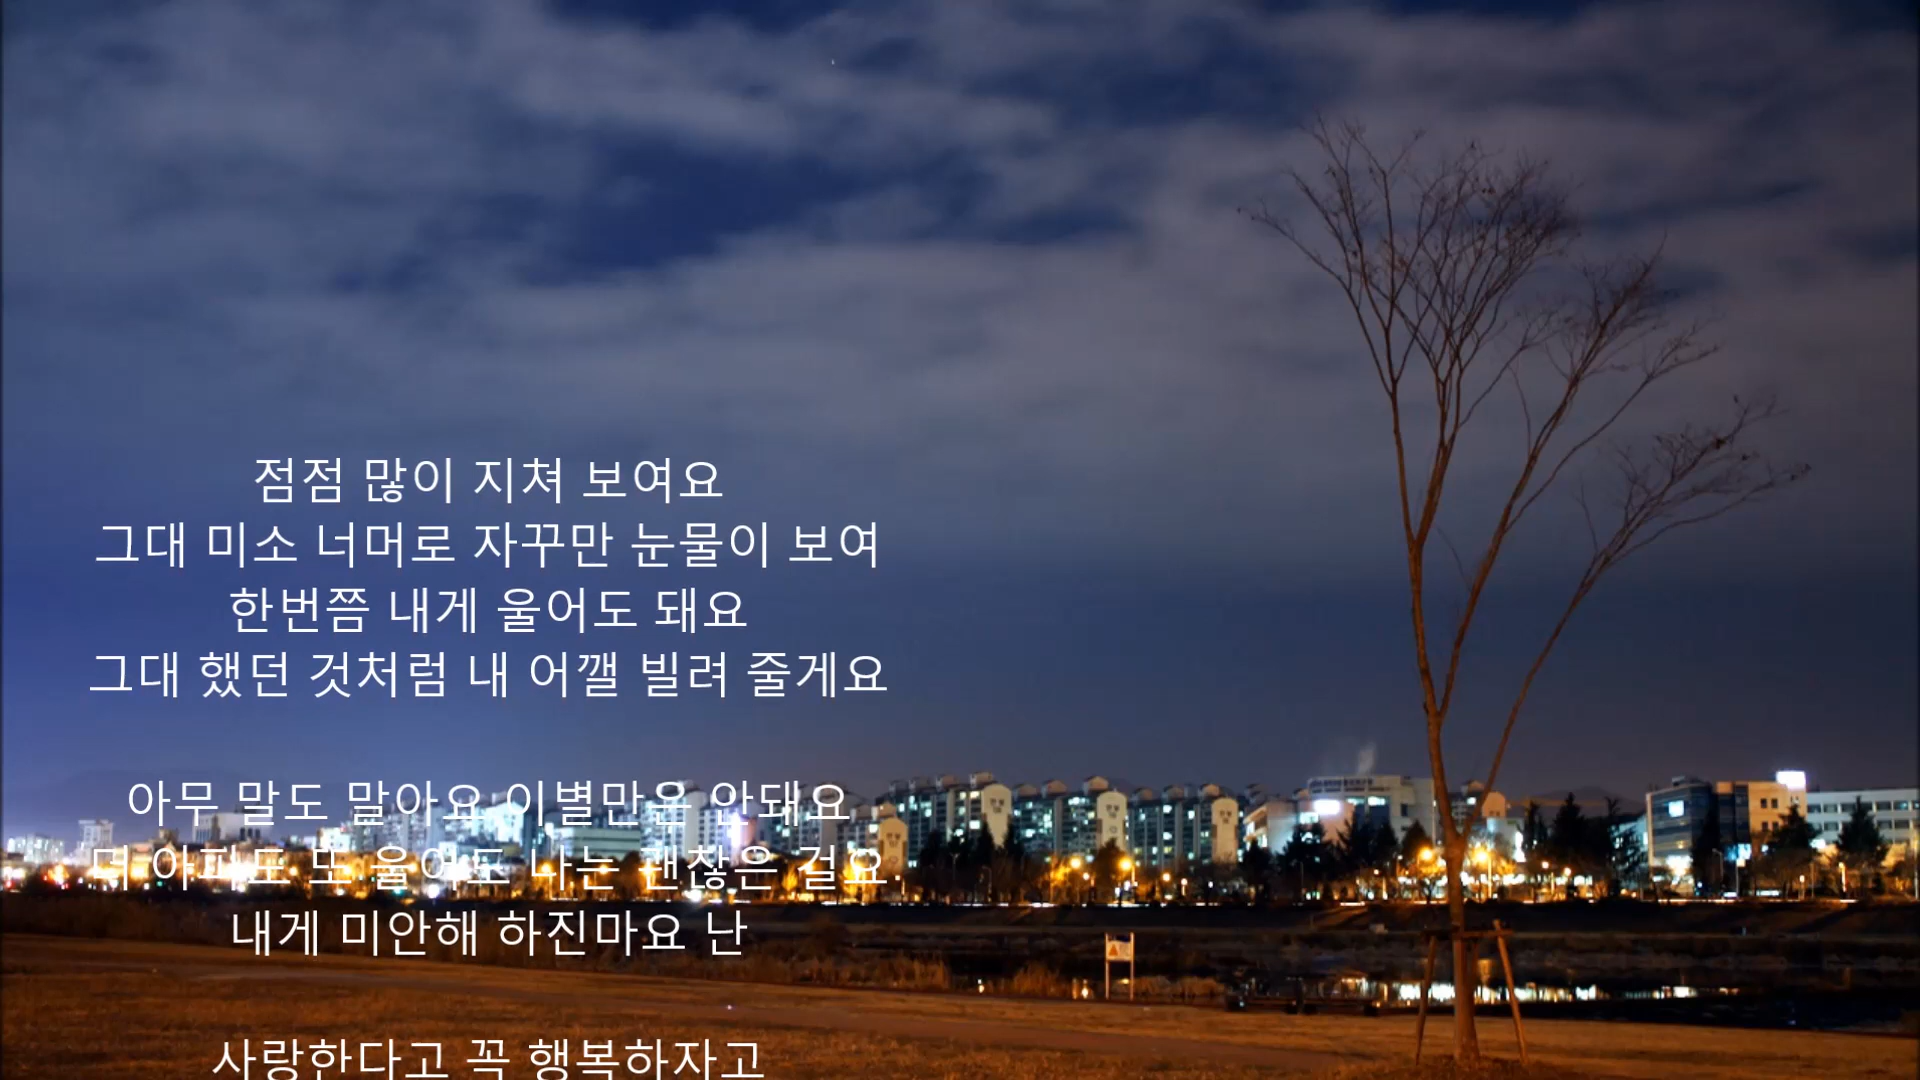 점점 많이 지쳐 보여요
그대 미소 너머로 자꾸만 눈물이 보여
한번쯤 내게 울어도 돼요
그대 했던 것처럼 내 어깰 빌려 줄게요
아무 말도 말아요 이별만은 안돼요
더 아파도 또 울어도 나는 괜찮은 걸요
내게 미안해 하진마요 난
사랑한다고 꼭 행복하자고